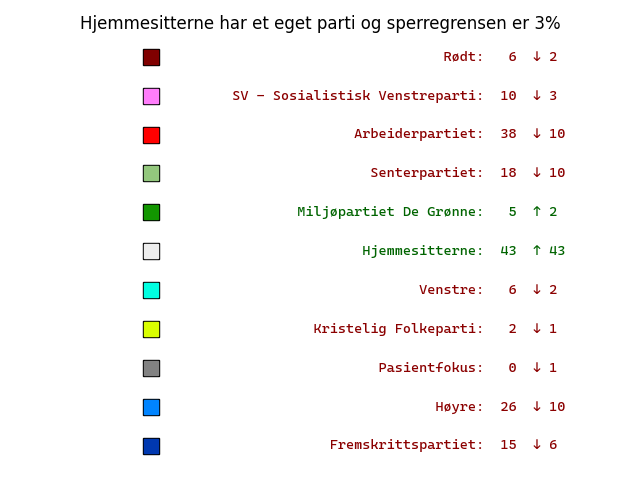 Hjemmesitterne har et eget parti og sperregrensen er 3%
Rødt: 6 ↓ 2
SV – Sosialistisk Venstreparti: 10 ↓ 3
Arbeiderpartiet: 38 ↓ 10
Senterpartiet: 18 ↓ 10
Miljøpartiet De Grønne: 5 ↑ 2
Hjemmesitterne: 43 ↑ 43
Venstre: 6 ↓ 2
Kristelig Folkeparti: 2 ↓ 1
Pasientfokus: 0 ↓ 1
Høyre: 26 ↓ 10
Fremskrittspartiet: 15 ↓ 6